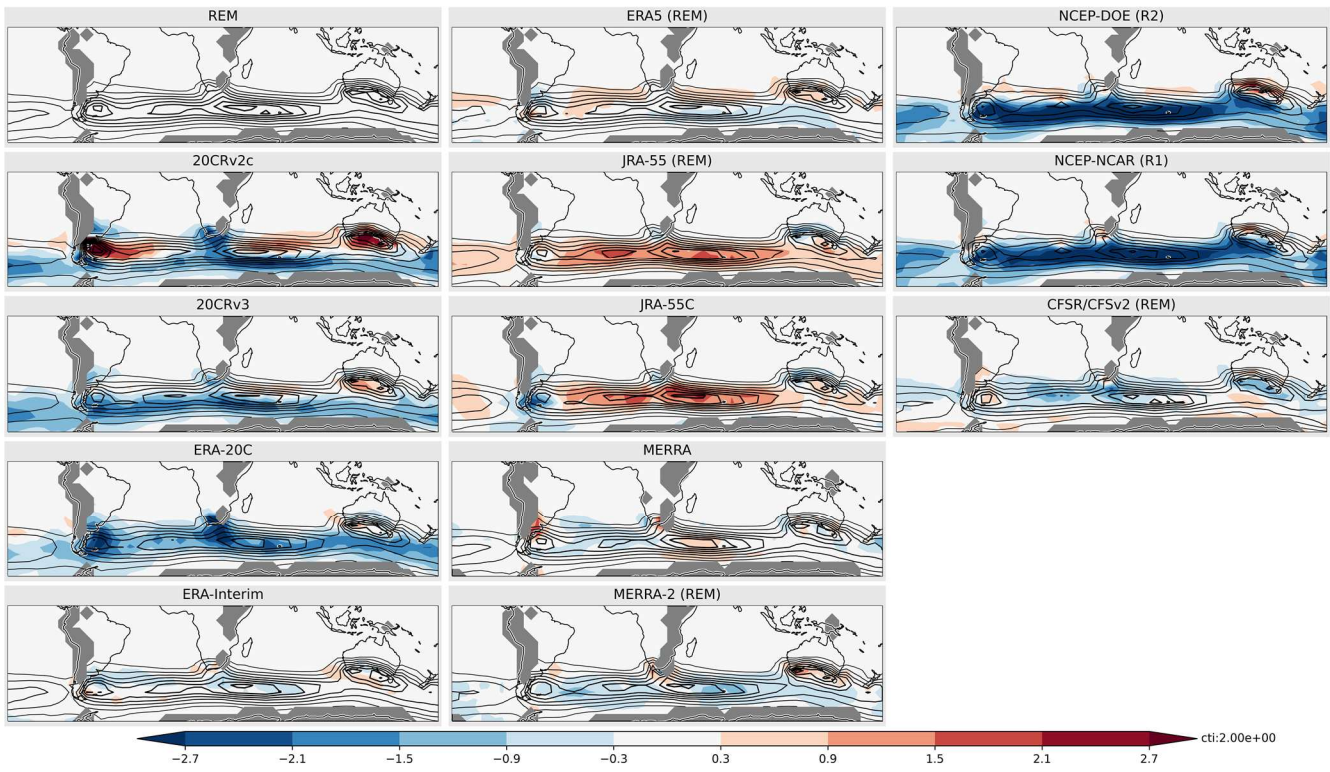 REM
ERA5 (REM)
NCEP-DOE (R2)
20CRv2c
JRA-55 (REM)
NCEP-NCAR (R1)
20CRv3
JRA-55C
CFSR/CFSv2 (REM)
ERA-20C
MERRA
ERA-Interim
MERRA-2 (REM)
−2.7 −2.1 −1.5 −0.9 −0.3 0.3 0.9 1.5 2.1 2.7 cti:2.00e+00